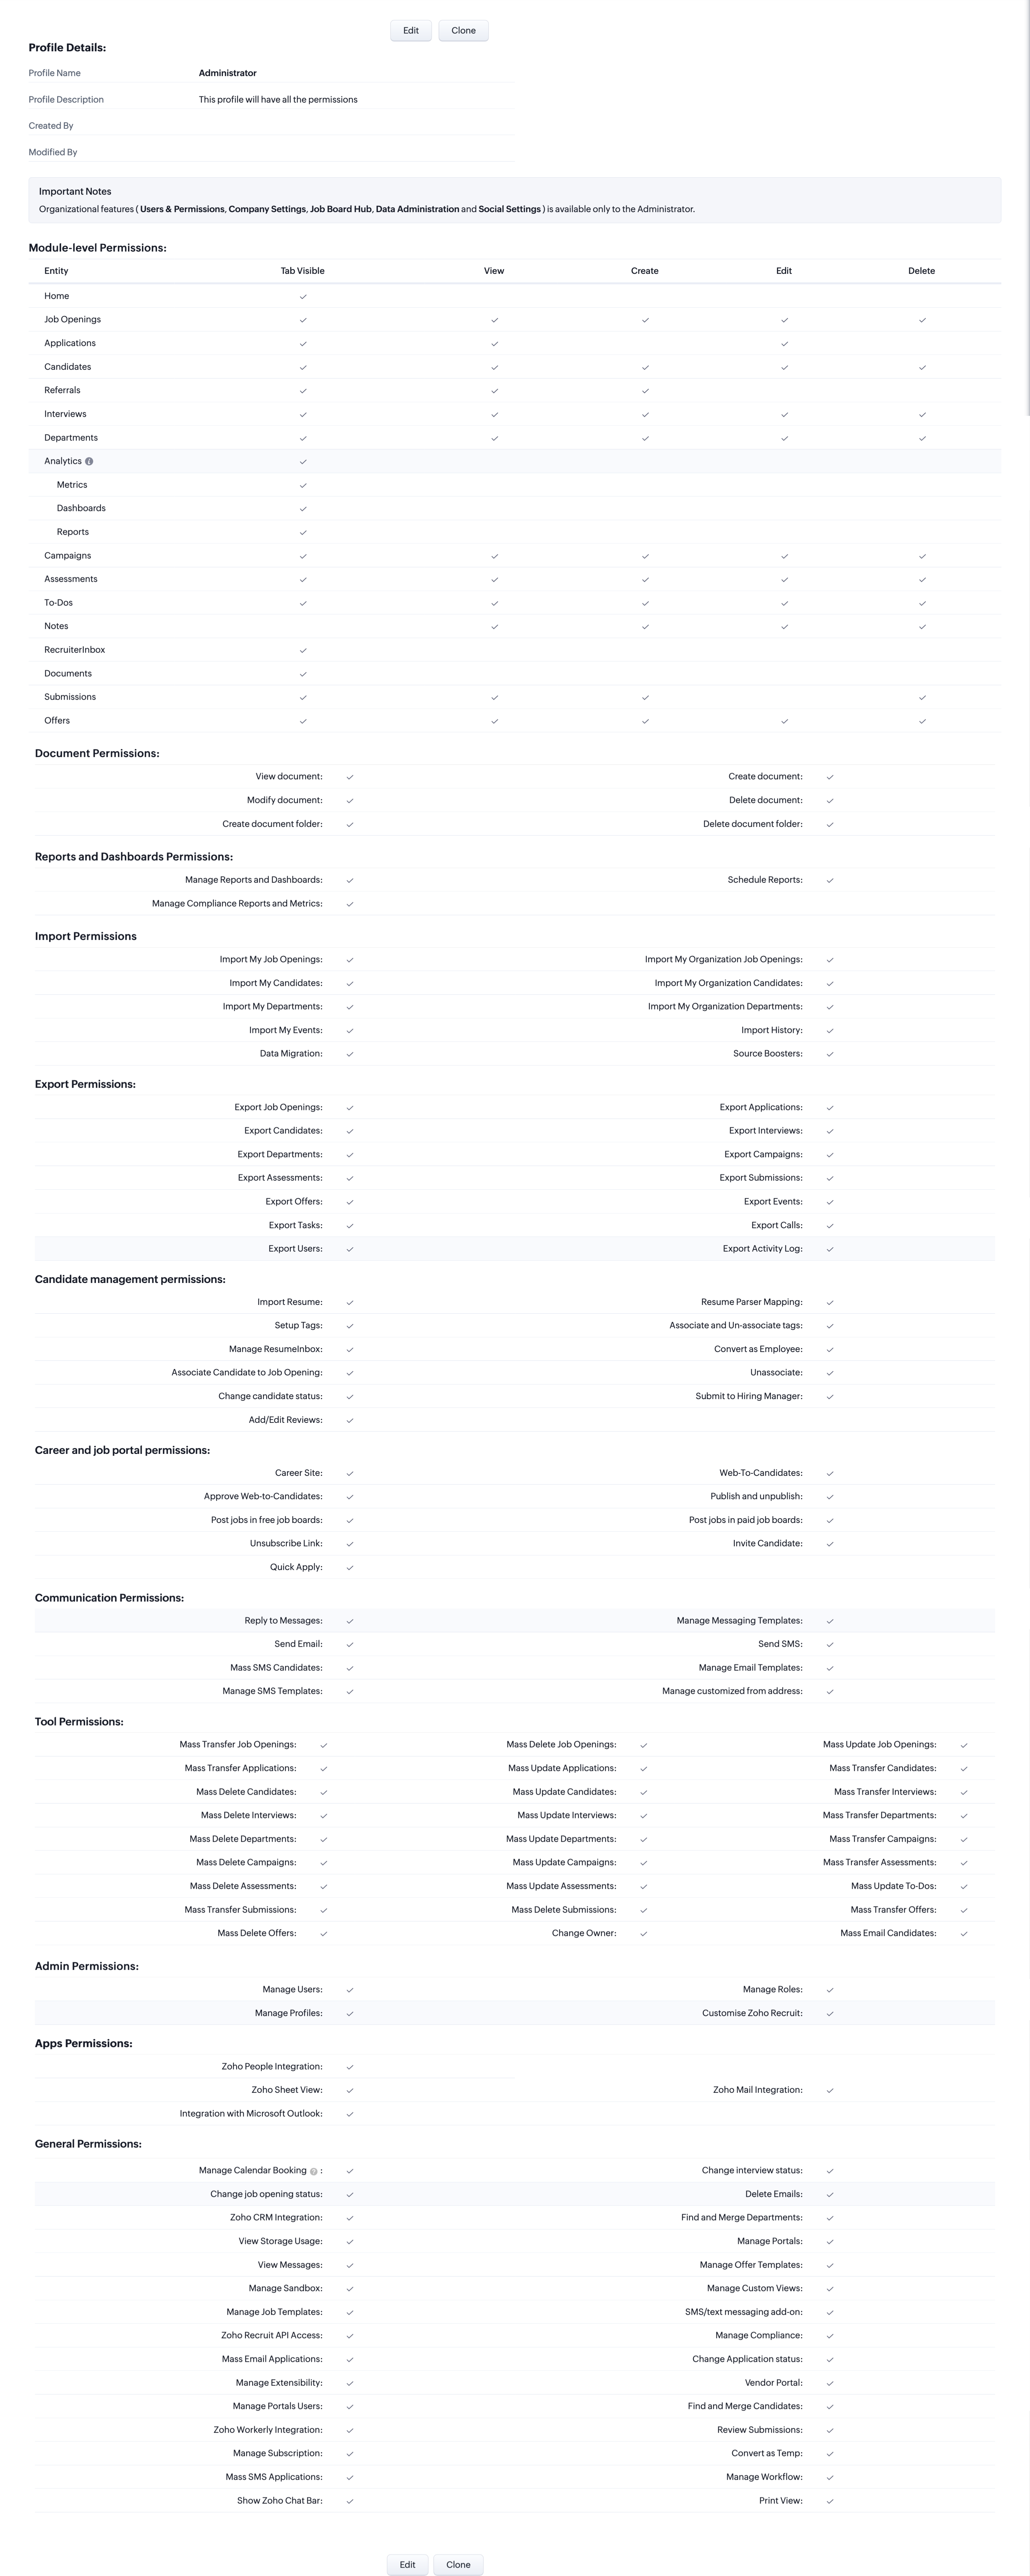 Edit Clone
Profile Details:
Profile Name Administrator
Profile Description This profile will have all the permissions
Created By
Modified By
Important Notes
Organizational features ( Users & Permissions, Company Settings, Job Board Hub, Data Administration and Social Settings ) is available only to the Administrator.
Module-level Permissions:
Entity Tab Visible View Create Edit Delete
Home ✓
Job Openings ✓ ✓ ✓ ✓ ✓
Applications ✓ ✓ ✓
Candidates ✓ ✓ ✓ ✓ ✓
Referrals ✓ ✓ ✓
Interviews ✓ ✓ ✓ ✓ ✓
Departments ✓ ✓ ✓ ✓ ✓
Analytics ✓
Metrics ✓
Dashboards ✓
Reports ✓
Campaigns ✓ ✓ ✓ ✓ ✓
Assessments ✓ ✓ ✓ ✓ ✓
To-Dos ✓ ✓ ✓ ✓ ✓
Notes ✓ ✓ ✓ ✓
RecruiterInbox ✓
Documents ✓
Submissions ✓ ✓ ✓ ✓
Offers ✓ ✓ ✓ ✓ ✓
Document Permissions:
View document: ✓ Create document: ✓
Modify document: ✓ Delete document: ✓
Create document folder: ✓ Delete document folder: ✓
Reports and Dashboards Permissions:
Manage Reports and Dashboards: ✓ Schedule Reports: ✓
Manage Compliance Reports and Metrics: ✓
Import Permissions
Import My Job Openings: ✓ Import My Organization Job Openings: ✓
Import My Candidates: ✓ Import My Organization Candidates: ✓
Import My Departments: ✓ Import My Organization Departments: ✓
Import My Events: ✓ Import History: ✓
Data Migration: ✓ Source Boosters: ✓
Export Permissions:
Export Job Openings: ✓ Export Applications: ✓
Export Candidates: ✓ Export Interviews: ✓
Export Departments: ✓ Export Campaigns: ✓
Export Assessments: ✓ Export Submissions: ✓
Export Offers: ✓ Export Events: ✓
Export Tasks: ✓ Export Calls: ✓
Export Users: ✓ Export Activity Log: ✓
Candidate management permissions:
Import Resume: ✓ Resume Parser Mapping: ✓
Setup Tags: ✓ Associate and Un-associate tags: ✓
Manage ResumeInbox: ✓ Convert as Employee: ✓
Associate Candidate to Job Opening: ✓ Unassociate: ✓
Change candidate status: ✓ Submit to Hiring Manager: ✓
Add/Edit Reviews: ✓
Career and job portal permissions:
Career Site: ✓ Web-To-Candidates: ✓
Approve Web-to-Candidates: ✓ Publish and unpublish: ✓
Post jobs in free job boards: ✓ Post jobs in paid job boards: ✓
Unsubscribe Link: ✓ Invite Candidate: ✓
Quick Apply: ✓
Communication Permissions:
Reply to Messages: ✓ Manage Messaging Templates: ✓
Send Email: ✓ Send SMS: ✓
Mass SMS Candidates: ✓ Manage Email Templates: ✓
Manage SMS Templates: ✓ Manage customized from address: ✓
Tool Permissions:
Mass Transfer Job Openings: ✓ Mass Delete Job Openings: ✓ Mass Update Job Openings: ✓
Mass Transfer Applications: ✓ Mass Update Applications: ✓ Mass Transfer Candidates: ✓
Mass Delete Candidates: ✓ Mass Update Candidates: ✓ Mass Transfer Interviews: ✓
Mass Delete Interviews: ✓ Mass Update Interviews: ✓ Mass Transfer Departments: ✓
Mass Delete Departments: ✓ Mass Update Departments: ✓ Mass Transfer Campaigns: ✓
Mass Delete Campaigns: ✓ Mass Update Campaigns: ✓ Mass Transfer Assessments: ✓
Mass Delete Assessments: ✓ Mass Update Assessments: ✓ Mass Update To-Dos: ✓
Mass Transfer Submissions: ✓ Mass Delete Submissions: ✓ Mass Transfer Offers: ✓
Mass Delete Offers: ✓ Change Owner: ✓ Mass Email Candidates: ✓
Admin Permissions:
Manage Users: ✓ Manage Roles: ✓
Manage Profiles: ✓ Customise Zoho Recruit: ✓
Apps Permissions:
Zoho People Integration: ✓
Zoho Sheet View: ✓ Zoho Mail Integration: ✓
Integration with Microsoft Outlook: ✓
General Permissions:
Manage Calendar Booking ? : ✓ Change interview status: ✓
Change job opening status: ✓ Delete Emails: ✓
Zoho CRM Integration: ✓ Find and Merge Departments: ✓
View Storage Usage: ✓ Manage Portals: ✓
View Messages: ✓ Manage Offer Templates: ✓
Manage Sandbox: ✓ Manage Custom Views: ✓
Manage Job Templates: ✓ SMS/text messaging add-on: ✓
Zoho Recruit API Access: ✓ Manage Compliance: ✓
Mass Email Applications: ✓ Change Application status: ✓
Manage Extensibility: ✓ Vendor Portal: ✓
Manage Portals Users: ✓ Find and Merge Candidates: ✓
Zoho Workerly Integration: ✓ Review Submissions: ✓
Manage Subscription: ✓ Convert as Temp: ✓
Mass SMS Applications: ✓ Manage Workflow: ✓
Show Zoho Chat Bar: ✓ Print View: ✓
Edit Clone